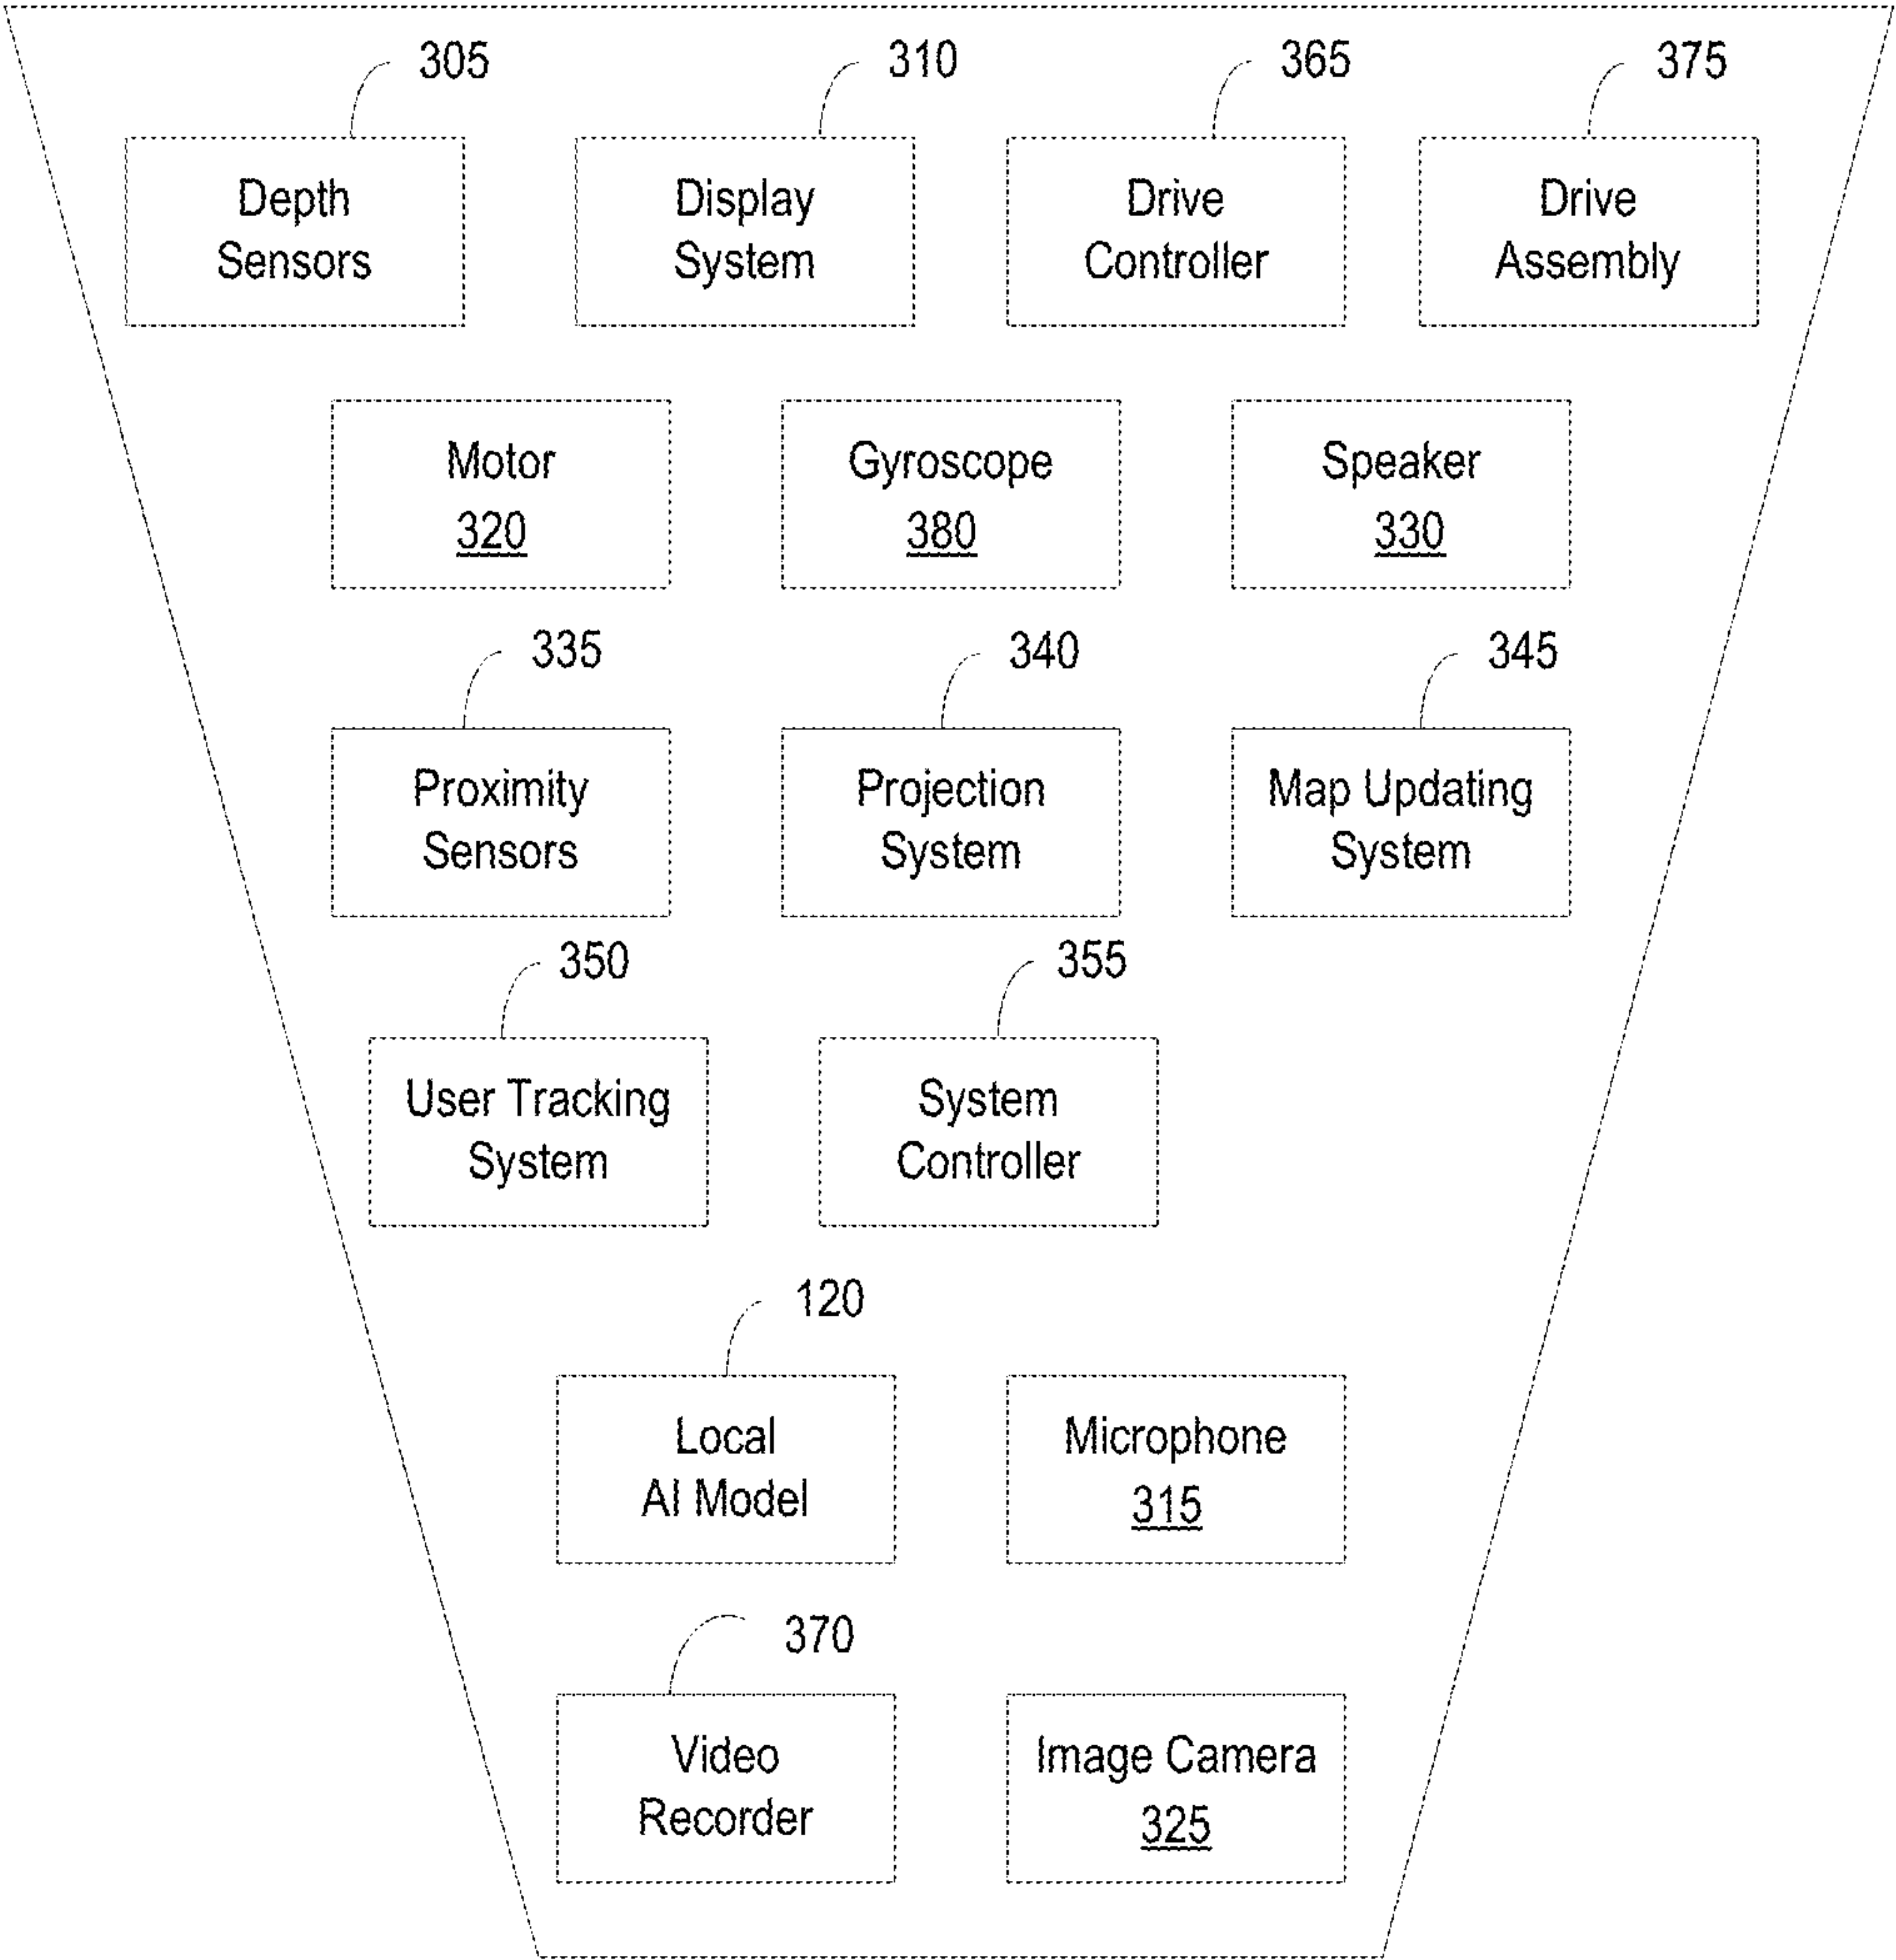 305
310
365
375
Depth
Sensors
Display
System
Drive
Controller
Drive
Assembly
Motor
320
Gyroscope
380
Speaker
330
335
340
345
Proximity
Sensors
Projection
System
Map Updating
System
350
355
User Tracking
System
System
Controller
120
Local
AI Model
Microphone
315
370
Video
Recorder
Image Camera
325